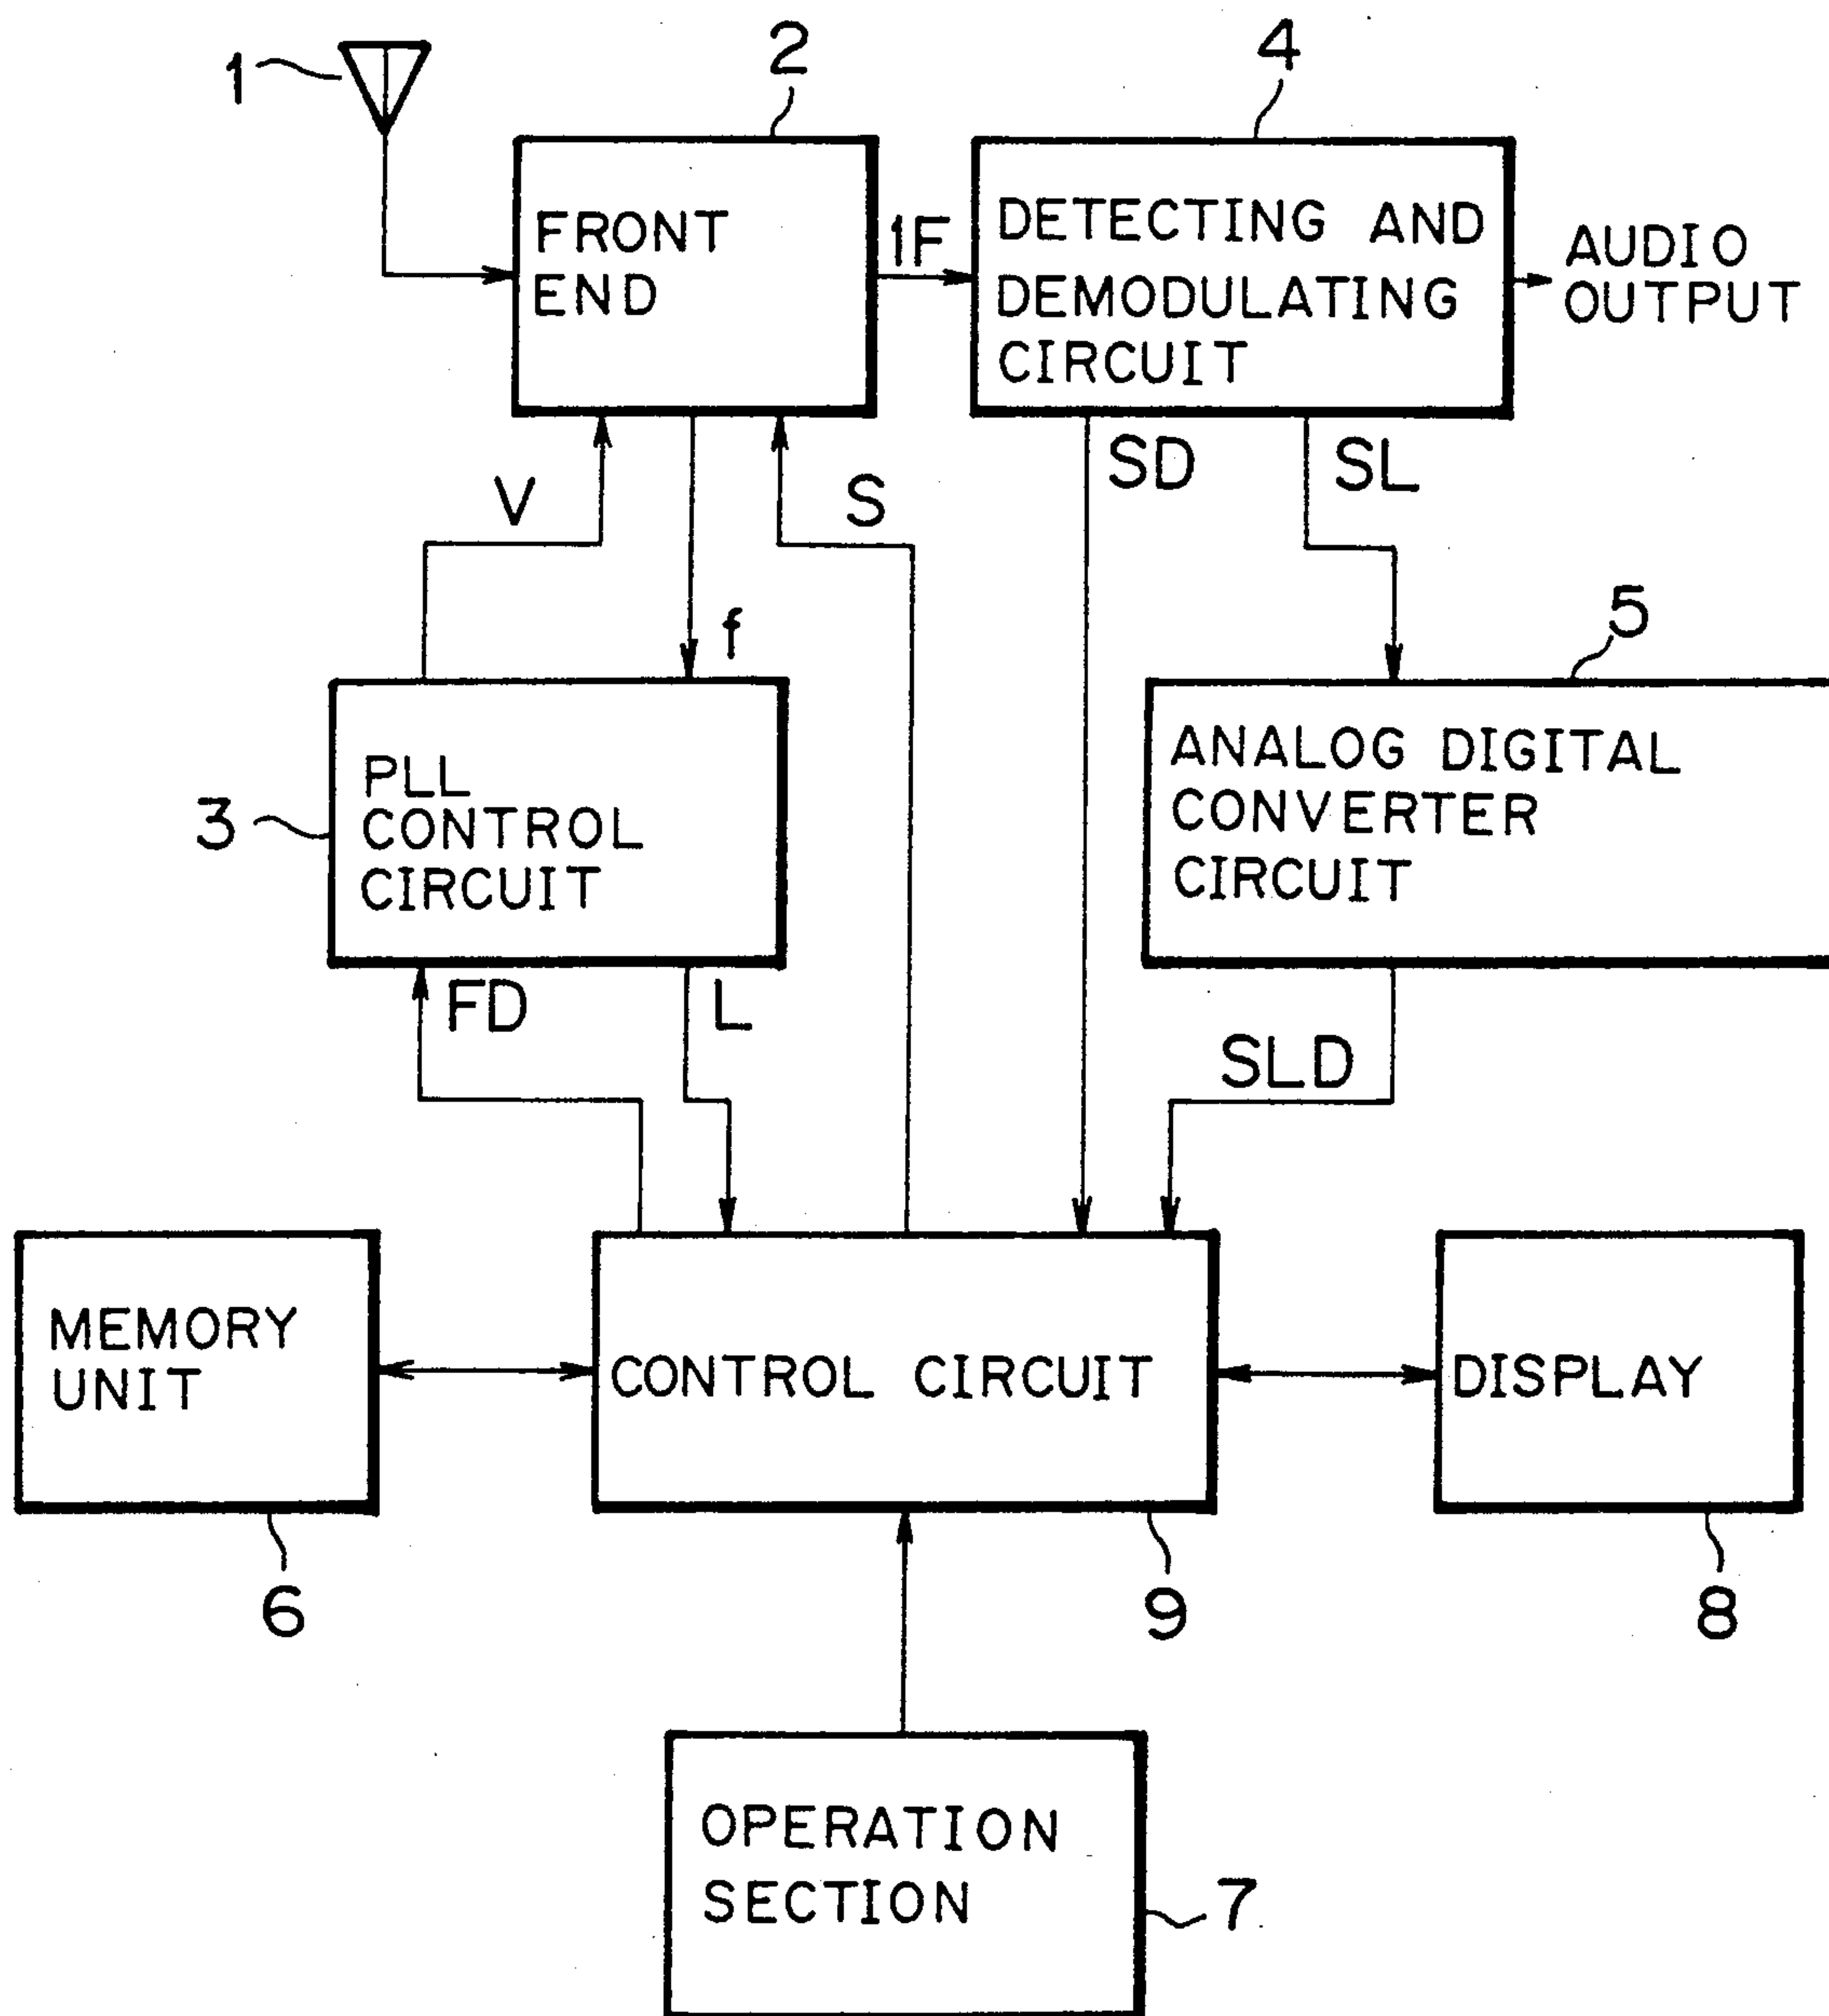 1
2
4
FRONT
END
1F
DETECTING AND
DEMODULATING
CIRCUIT
AUDIO
OUTPUT
V
f
S
SD
SL
3
PLL
CONTROL
CIRCUIT
5
ANALOG DIGITAL
CONVERTER
CIRCUIT
FD
L
SLD
MEMORY
UNIT
6
CONTROL CIRCUIT
9
DISPLAY
8
OPERATION
SECTION
7